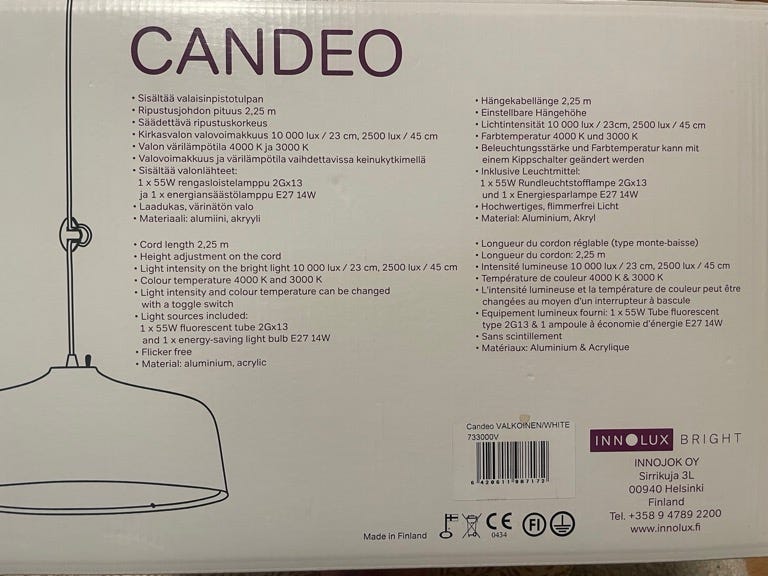 CANDEO
• Sisältää valaisinpistotulpan
• Ripustusjohdon pituus 2,25 m
• Säädettävä ripustuskorkeus
• Kirkasvalon valovoimakkuus 10 000 lux / 23 cm, 2500 lux / 45 cm
• Valon värilämpötila 4000 K ja 3000 K
• Valovoimakkuus ja värilämpötila vaihdettavissa keinukytkimellä
• Sisältää valonlähteet:
1 x 55W rengasloistelamppu 2Gx13
ja 1 x energiansäästölamppu E27 14W
• Laadukas, värinätön valo
• Materiaali: alumiini, akryyli
• Cord length 2,25 m
• Height adjustment on the cord
• Light intensity on the bright light 10 000 lux / 23 cm, 2500 lux / 45 cm
• Colour temperature 4000 K and 3000 K
• Light intensity and colour temperature can be changed
with a toggle switch
• Light sources included:
1 x 55W fluorescent tube 2Gx13
and 1 x energy-saving light bulb E27 14W
• Flicker free
• Material: aluminium, acrylic
• Hängekabellänge 2,25 m
• Einstellbare Hängehöhe
• Lichtintensität 10 000 lux / 23cm, 2500 lux / 45 cm
• Farbtemperatur 4000 K und 3000 K
• Beleuchtungsstärke und Farbtemperatur kann mit
einem Kippschalter geändert werden
• Inklusive Leuchtmittel:
1 x 55W Rundleuchtstofflampe 2Gx13
und 1 x Energiesparlampe E27 14W
• Hochwertiges, flimmerfrei Licht
• Material: Aluminium, Akryl
• Longueur du cordon réglable (type monte-baisse)
• Longueur du cordon: 2,25 m
• Intensité lumineuse 10 000 lux / 23 cm, 2500 lux / 45 cm
• Température de couleur 4000 K & 3000 K
• L'intensité lumineuse et la température de couleur peut être
changées au moyen d'un interrupteur à bascule
• Equipement lumineux fourni: 1 x 55W Tube fluorescent
type 2G13 & 1 ampoule à économie d'énergie E27 14W
• Sans scintillement
• Matériaux: Aluminium & Acrylique
Candeo VALKOINEN/WHITE
733000V
6 420611 987172
INNOLUX BRIGHT
INNOJOK OY
Sirrikuja 3L
00940 Helsinki
Finland
Tel. +358 9 4789 2200
www.innolux.fi
Made in Finland
CE
0434
FI